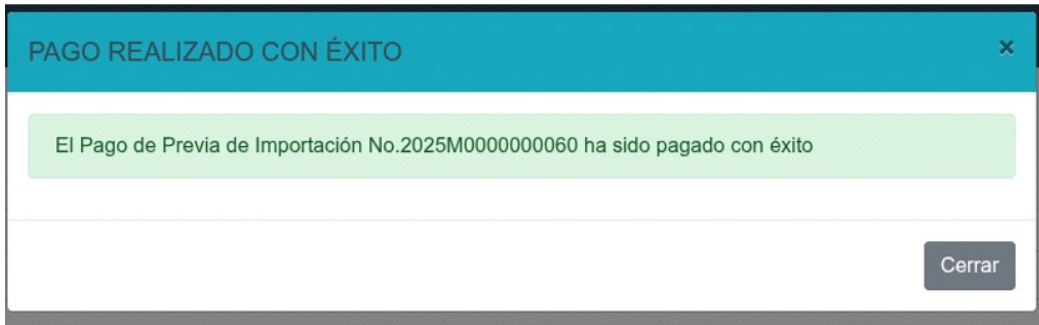 PAGO REALIZADO CON ÉXITO ×
El Pago de Previa de Importación No.2025M0000000060 ha sido pagado con éxito
Cerrar